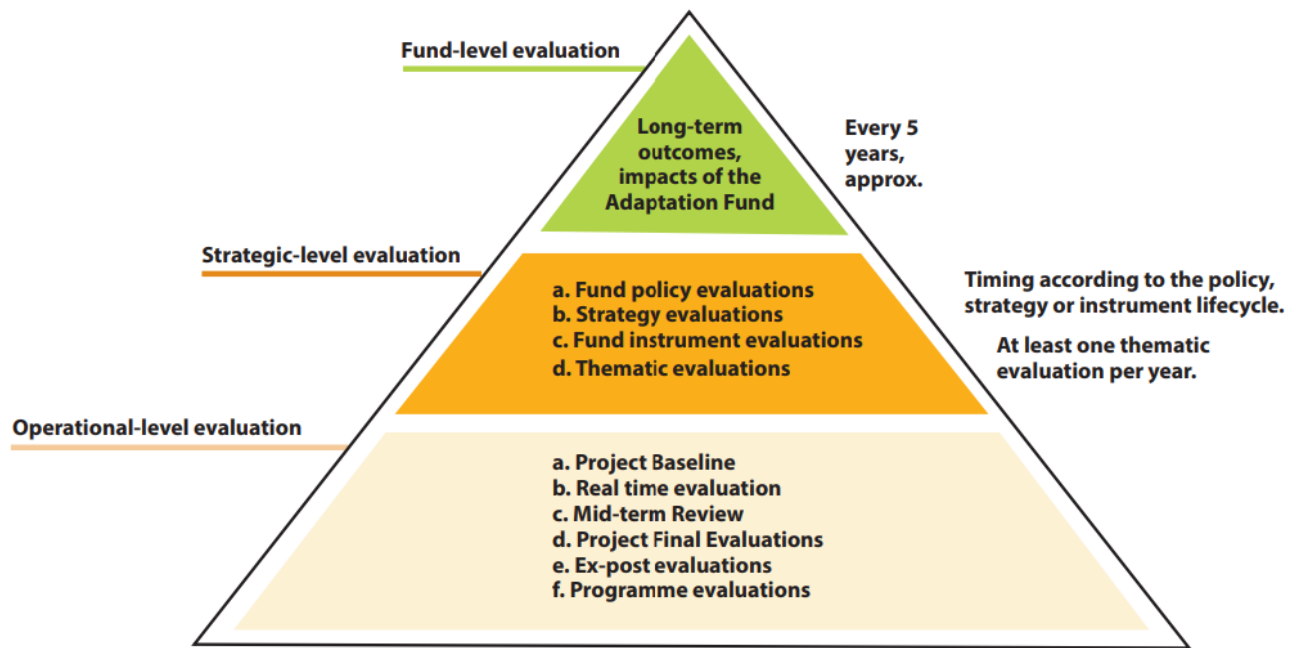 Fund-level evaluation
Long-term
outcomes,
impacts of the
Adaptation Fund
Every 5
years,
approx.
Strategic-level evaluation
a. Fund policy evaluations
b. Strategy evaluations
c. Fund instrument evaluations
d. Thematic evaluations
Timing according to the policy,
strategy or instrument lifecycle.
At least one thematic
evaluation per year.
Operational-level evaluation
a. Project Baseline
b. Real time evaluation
c. Mid-term Review
d. Project Final Evaluations
e. Ex-post evaluations
f. Programme evaluations